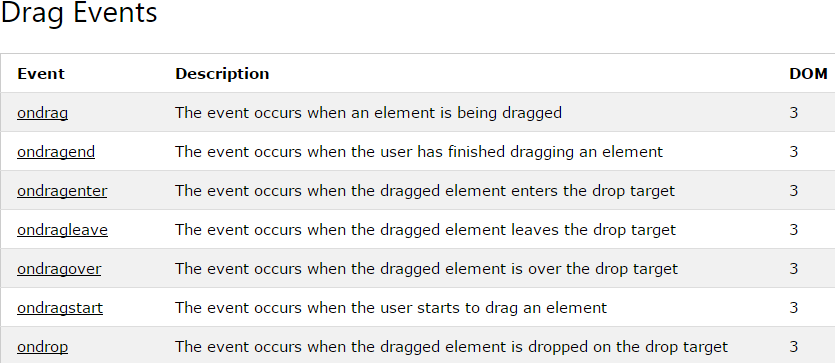 Drag Events
Event Description DOM
ondrag The event occurs when an element is being dragged 3
ondragend The event occurs when the user has finished dragging an element 3
ondragenter The event occurs when the dragged element enters the drop target 3
ondragleave The event occurs when the dragged element leaves the drop target 3
ondragover The event occurs when the dragged element is over the drop target 3
ondragstart The event occurs when the user starts to drag an element 3
ondrop The event occurs when the dragged element is dropped on the drop target 3